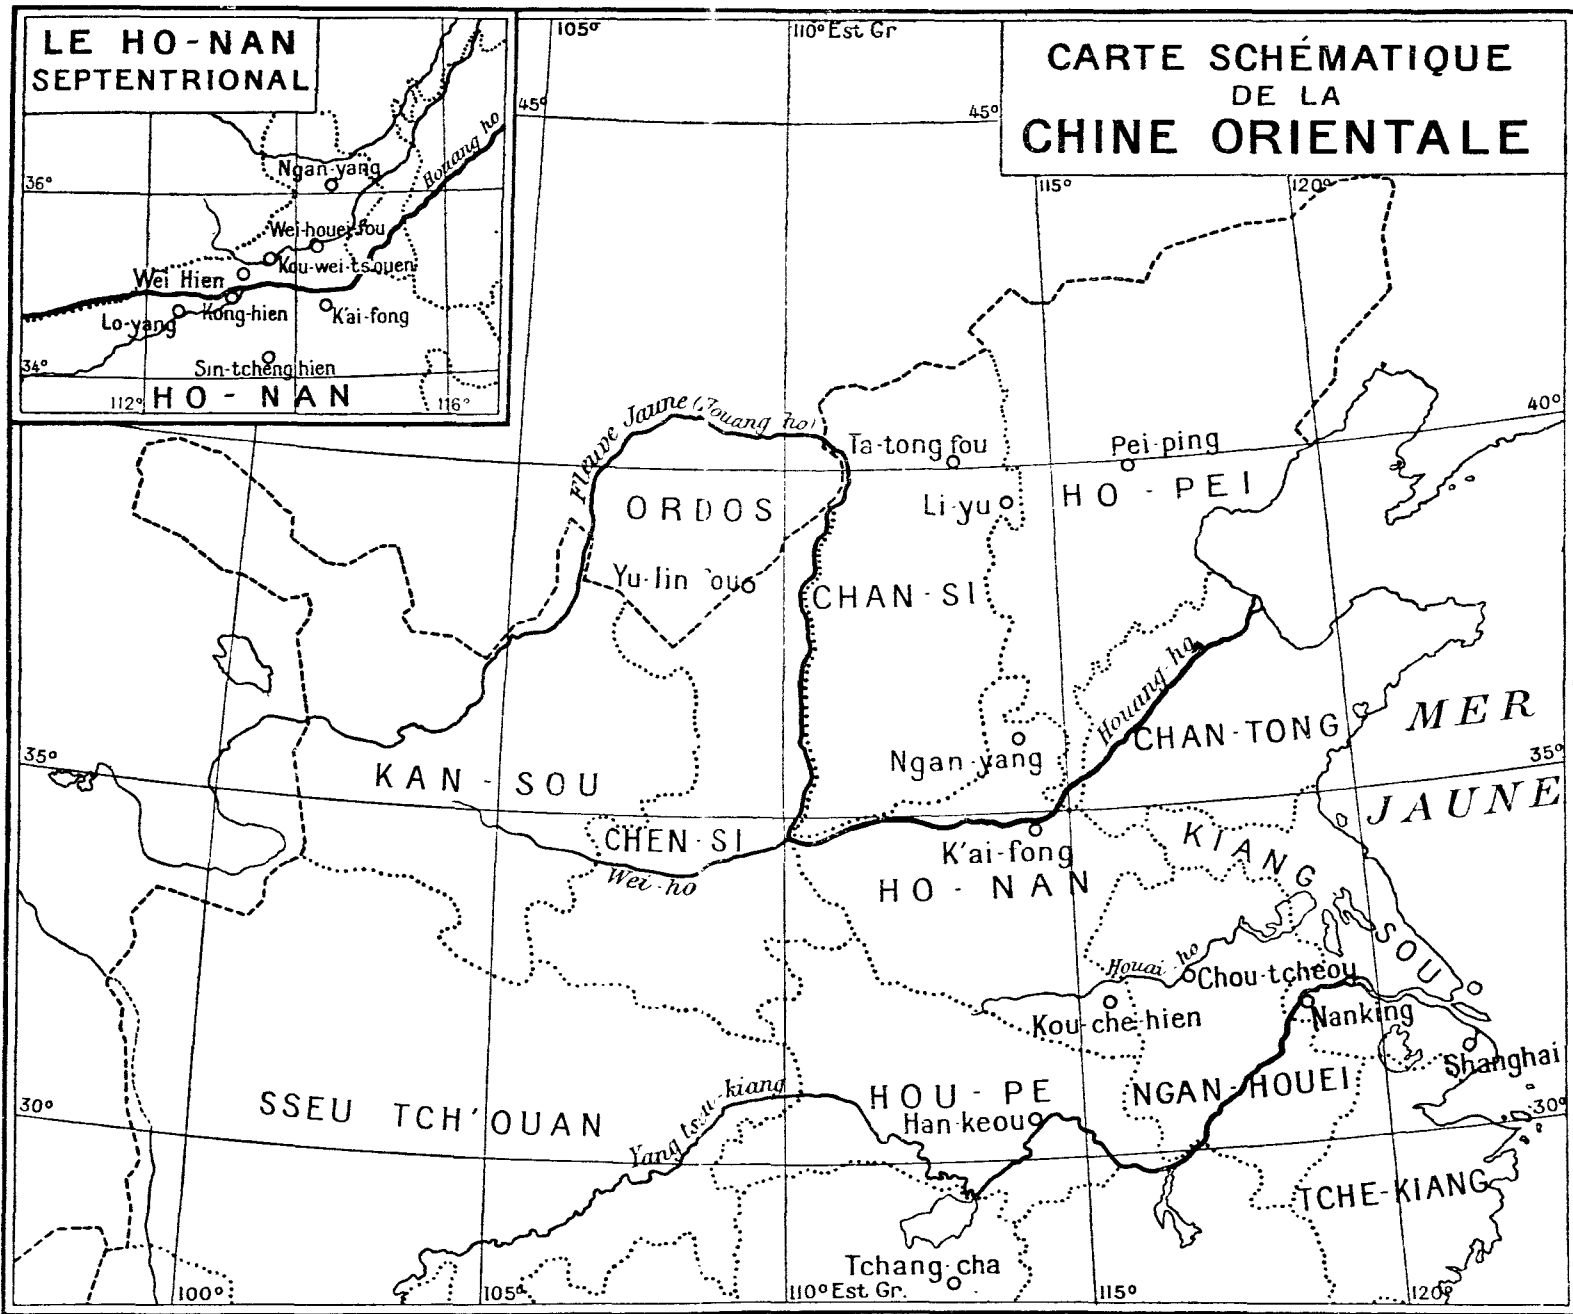 LE HO-NAN
SEPTENTRIONAL
Ngan-yang
Houang ho
36°
Wei-houei-fou
Kou-wei-tsouen
Wei Hien
Lo-yang
Kong-hien
K'ai-fong
34°
Sin-tcheng hien
112°
HO-NAN
116°
105°
110° Est Gr
CARTE SCHÉMATIQUE
DE LA
CHINE ORIENTALE
45°
45°
115°
120°
40°
Fleuve Jaune (Houang ho)
Ta-tong fou
Pei-ping
ORDOS
Li-yu
HO-PEI
Yu-lin
CHAN-SI
Houang ho
MER
JAUNE
CHAN-TONG
Ngan-yang
35°
35°
KAN-SOU
CHEN-SI
Wei-ho
K'ai-fong
HO-NAN
KIANG
SOU
Houai-ho
Chou-tcheou
Kou-che-hien
Nanking
Shanghai
30°
SSEU TCH'OUAN
Yang tsu-kiang
HOU-PE
Han-keou
NGAN-HOUEI
30°
TCHE-KIANG
Tchang-cha
100°
105°
110° Est Gr.
115°
120°